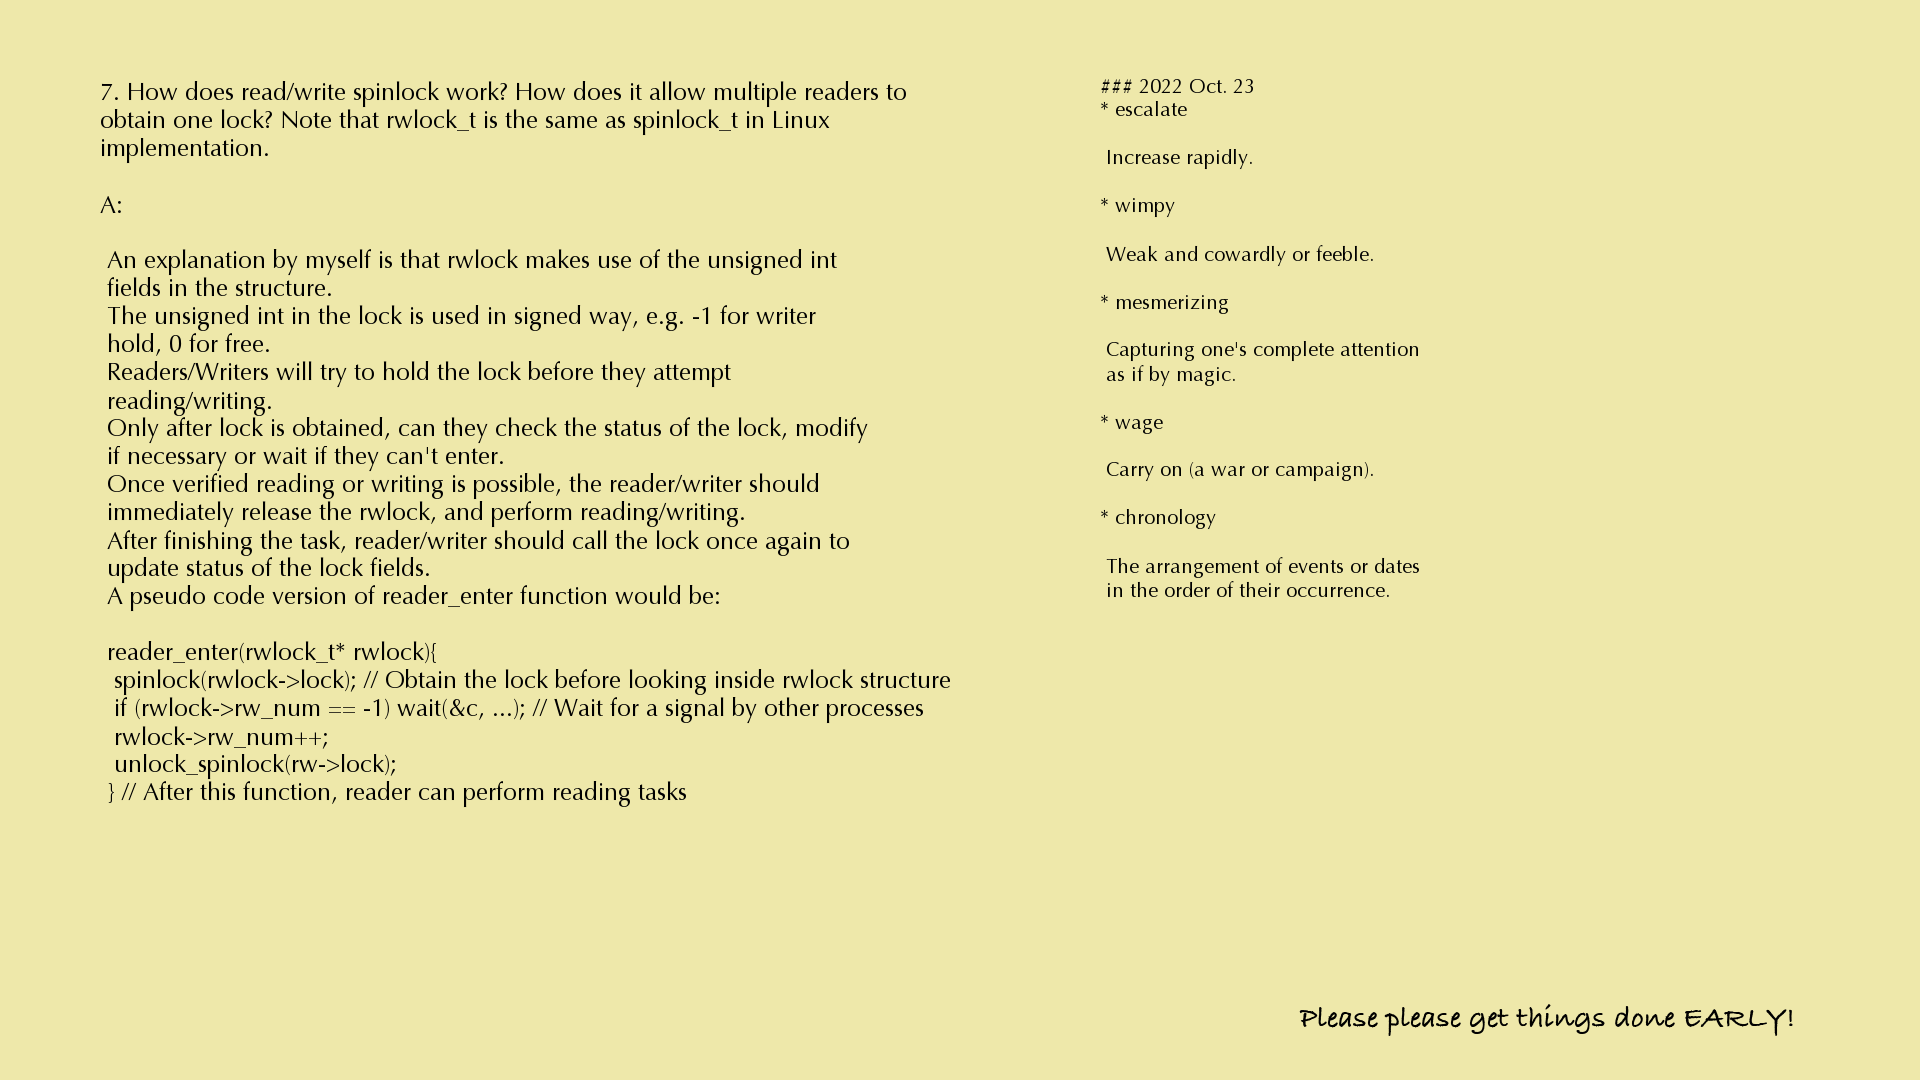 7. How does read/write spinlock work? How does it allow multiple readers to
obtain one lock? Note that rwlock_t is the same as spinlock_t in Linux
implementation.
A:
An explanation by myself is that rwlock makes use of the unsigned int
fields in the structure.
The unsigned int in the lock is used in signed way, e.g. -1 for writer
hold, 0 for free.
Readers/Writers will try to hold the lock before they attempt
reading/writing.
Only after lock is obtained, can they check the status of the lock, modify
if necessary or wait if they can't enter.
Once verified reading or writing is possible, the reader/writer should
immediately release the rwlock, and perform reading/writing.
After finishing the task, reader/writer should call the lock once again to
update status of the lock fields.
A pseudo code version of reader_enter function would be:
reader_enter(rwlock_t* rwlock){
spinlock(rwlock->lock); // Obtain the lock before looking inside rwlock structure
if (rwlock->rw_num == -1) wait(&c, ...); // Wait for a signal by other processes
rwlock->rw_num++;
unlock_spinlock(rw->lock);
} // After this function, reader can perform reading tasks
### 2022 Oct. 23
* escalate
Increase rapidly.
* wimpy
Weak and cowardly or feeble.
* mesmerizing
Capturing one's complete attention
as if by magic.
* wage
Carry on (a war or campaign).
* chronology
The arrangement of events or dates
in the order of their occurrence.
Please please get things done EARLY!